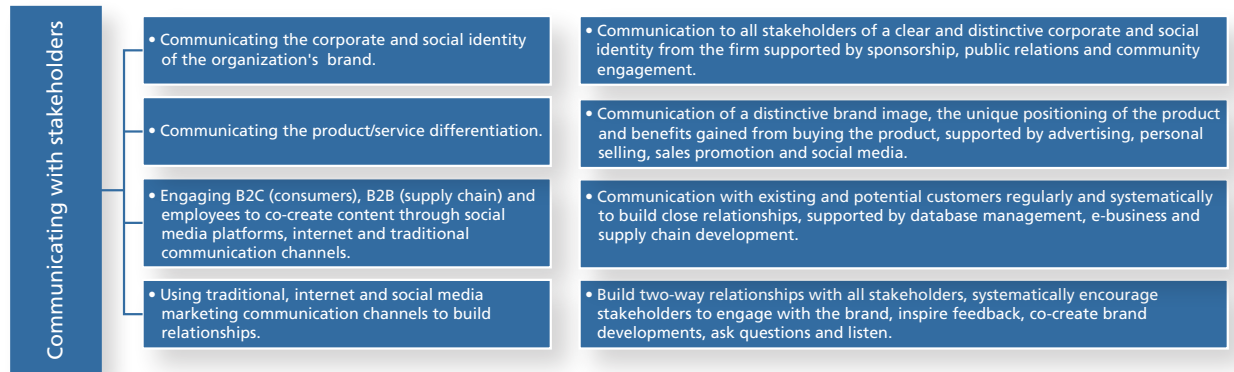 Communicating with stakeholders
• Communicating the corporate and social identity
of the organization's brand.
• Communication to all stakeholders of a clear and distinctive corporate and social
identity from the firm supported by sponsorship, public relations and community
engagement.
• Communicating the product/service differentiation.
• Communication of a distinctive brand image, the unique positioning of the product
and benefits gained from buying the product, supported by advertising, personal
selling, sales promotion and social media.
• Engaging B2C (consumers), B2B (supply chain) and
employees to co-create content through social
media platforms, internet and traditional
communication channels.
• Communication with existing and potential customers regularly and systematically
to build close relationships, supported by database management, e-business and
supply chain development.
• Using traditional, internet and social media
marketing communication channels to build
relationships.
• Build two-way relationships with all stakeholders, systematically encourage
stakeholders to engage with the brand, inspire feedback, co-create brand
developments, ask questions and listen.